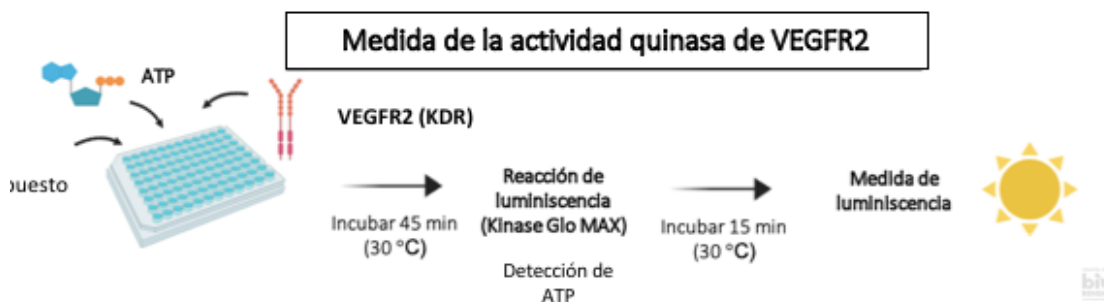 Medida de la actividad quinasa de VEGFR2
ATP
VEGFR2 (KDR)
puesto
Incubar 45 min
(30 °C)
Reacción de
luminiscencia
(Kinase Glo MAX)
Detección de
ATP
Incubar 15 min
(30 °C)
Medida de
luminiscencia